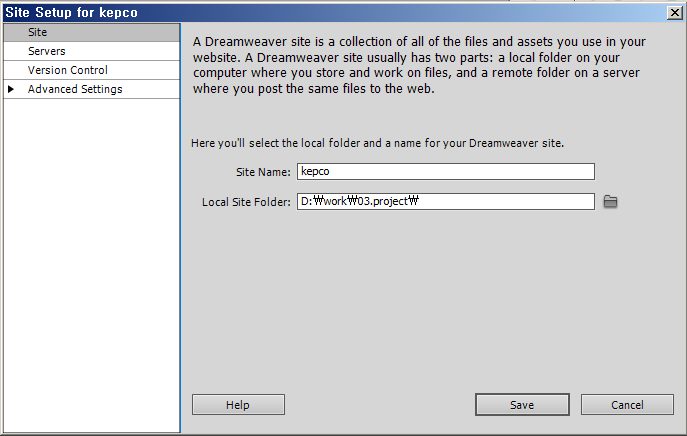 Site Setup for kepco
Site
Servers
Version Control
Advanced Settings
A Dreamweaver site is a collection of all of the files and assets you use in your
website. A Dreamweaver site usually has two parts: a local folder on your
computer where you store and work on files, and a remote folder on a server
where you post the same files to the web.
Here you'll select the local folder and a name for your Dreamweaver site.
Site Name: kepco
Local Site Folder: D:₩work₩03.project₩
Help Save Cancel